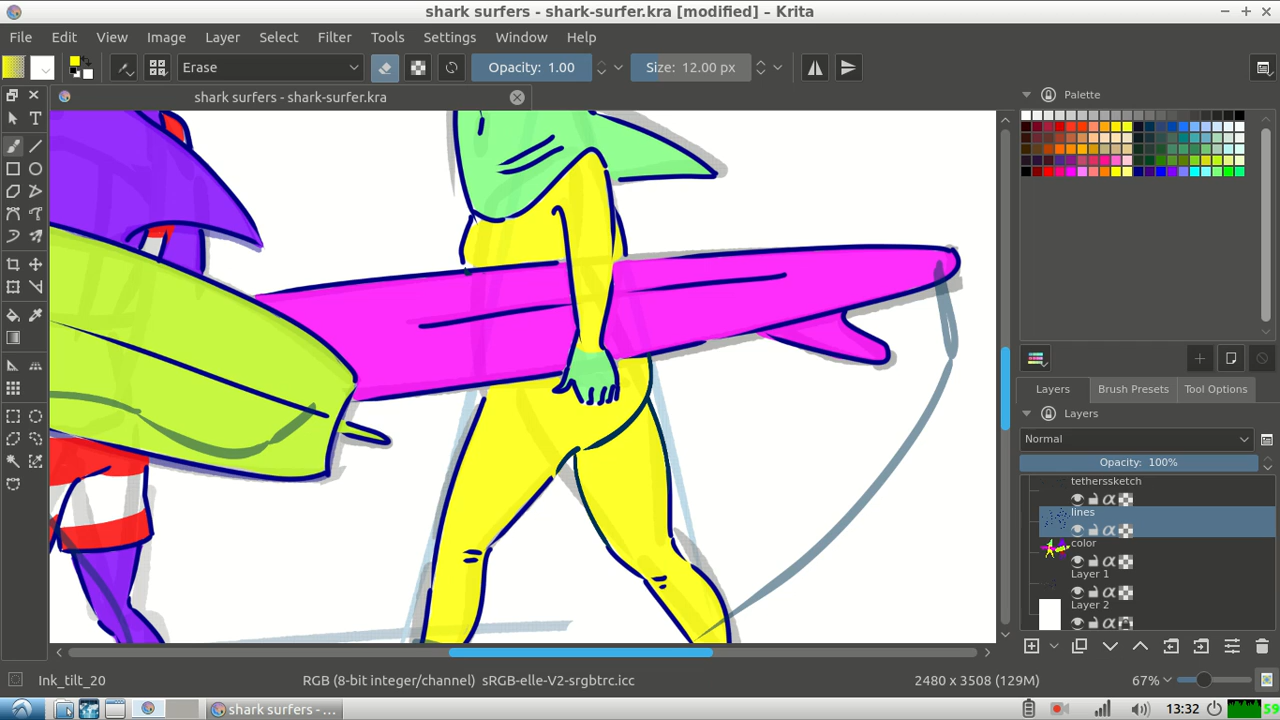 shark surfers - shark-surfer.kra [modified] – Krita
File Edit View Image Layer Select Filter Tools Settings Window Help
Erase Opacity: 1.00 Size: 12.00 px
shark surfers - shark-surfer.kra
Palette
Layers Brush Presets Tool Options
Layers
Normal
Opacity: 100%
tetherssketch
lines
color
Layer 1
Layer 2
Ink_tilt_20 RGB (8-bit integer/channel) sRGB-elle-V2-srgbtrc.icc 2480 x 3508 (129M) 67%
shark surfers - ... 13:32 59